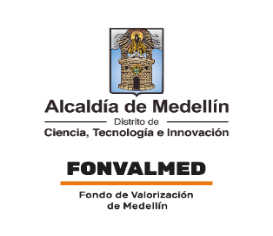 Alcaldía de Medellín
Distrito de
Ciencia, Tecnología e Innovación
FONVALMED
Fondo de Valorización
de Medellín